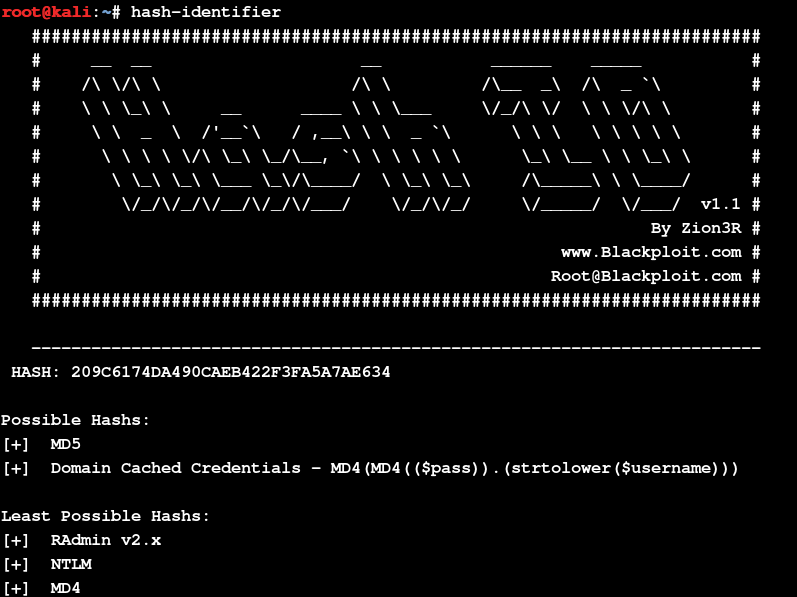 root@kali:~# hash-identifier
   #########################################################################
   #     __  __                     __           ______    _____           #
   #    /\ \/\ \                   /\ \         /\__  _\  /\  _ `\         #
   #    \ \ \_\ \     __      ____ \ \ \___     \/_/\ \/  \ \ \/\ \        #
   #     \ \  _  \  /'__`\   / ,__\ \ \  _ `\      \ \ \   \ \ \ \ \       #
   #      \ \ \ \ \/\ \_\ \_/\__, `\ \ \ \ \ \      \_\ \__ \ \ \_\ \      #
   #       \ \_\ \_\ \___ \_\/\____/  \ \_\ \_\     /\_____\ \ \____/      #
   #        \/_/\/_/\/__/\/_/\/___/    \/_/\/_/     \/_____/  \/___/  v1.1 #
   #                                                             By Zion3R #
   #                                                    www.Blackploit.com #
   #                                                   Root@Blackploit.com #
   #########################################################################
   -------------------------------------------------------------------------
 HASH: 209C6174DA490CAEB422F3FA5A7AE634
Possible Hashs:
[+]  MD5
[+]  Domain Cached Credentials - MD4(MD4(($pass)).(strtolower($username)))
Least Possible Hashs:
[+]  RAdmin v2.x
[+]  NTLM
[+]  MD4